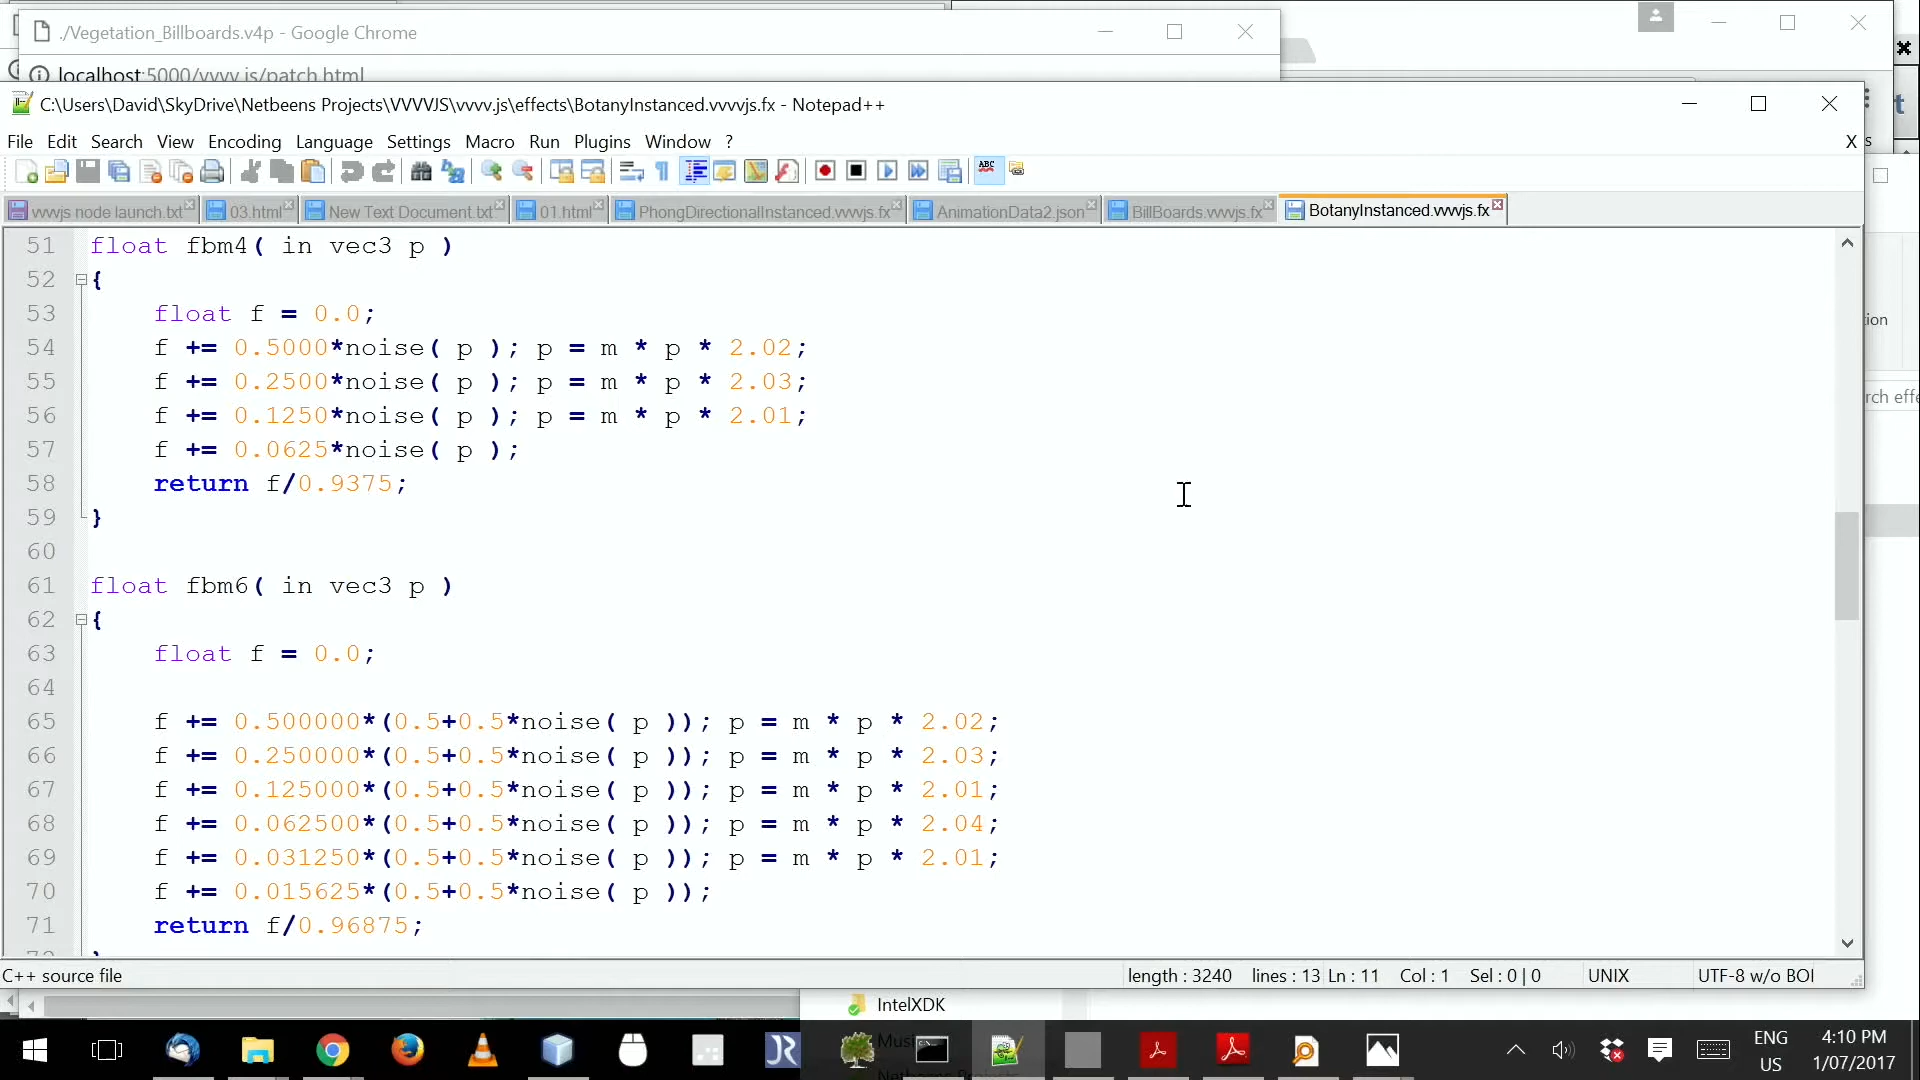 ./Vegetation_Billboards.v4p - Google Chrome
localhost:5000/vvvv.js/patch.html
C:\Users\David\SkyDrive\Netbeens Projects\VVVVJS\vvvv.js\effects\BotanyInstanced.vvvvjs.fx - Notepad++
File Edit Search View Encoding Language Settings Macro Run Plugins Window ? X
vvvvjs node launch.txt 03.html New Text Document.txt 01.html PhongDirectionalInstanced.vvvvjs.fx AnimationData2.json BillBoards.vvvvjs.fx BotanyInstanced.vvvvjs.fx
51 float fbm4( in vec3 p )
52 {
53 float f = 0.0;
54 f += 0.5000*noise( p ); p = m * p * 2.02;
55 f += 0.2500*noise( p ); p = m * p * 2.03;
56 f += 0.1250*noise( p ); p = m * p * 2.01;
57 f += 0.0625*noise( p );
58 return f/0.9375;
59 }
60
61 float fbm6( in vec3 p )
62 {
63 float f = 0.0;
64
65 f += 0.500000*(0.5+0.5*noise( p )); p = m * p * 2.02;
66 f += 0.250000*(0.5+0.5*noise( p )); p = m * p * 2.03;
67 f += 0.125000*(0.5+0.5*noise( p )); p = m * p * 2.01;
68 f += 0.062500*(0.5+0.5*noise( p )); p = m * p * 2.04;
69 f += 0.031250*(0.5+0.5*noise( p )); p = m * p * 2.01;
70 f += 0.015625*(0.5+0.5*noise( p ));
71 return f/0.96875;
C++ source file length : 3240 lines : 13 Ln : 11 Col : 1 Sel : 0 | 0 UNIX UTF-8 w/o BOI
IntelXDK
ENG
US
4:10 PM
1/07/2017